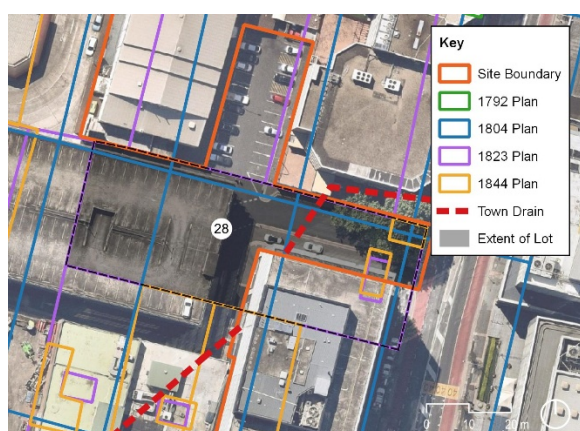 Key
Site Boundary
1792 Plan
1804 Plan
1823 Plan
1844 Plan
Town Drain
Extent of Lot
28
0 10 20 m